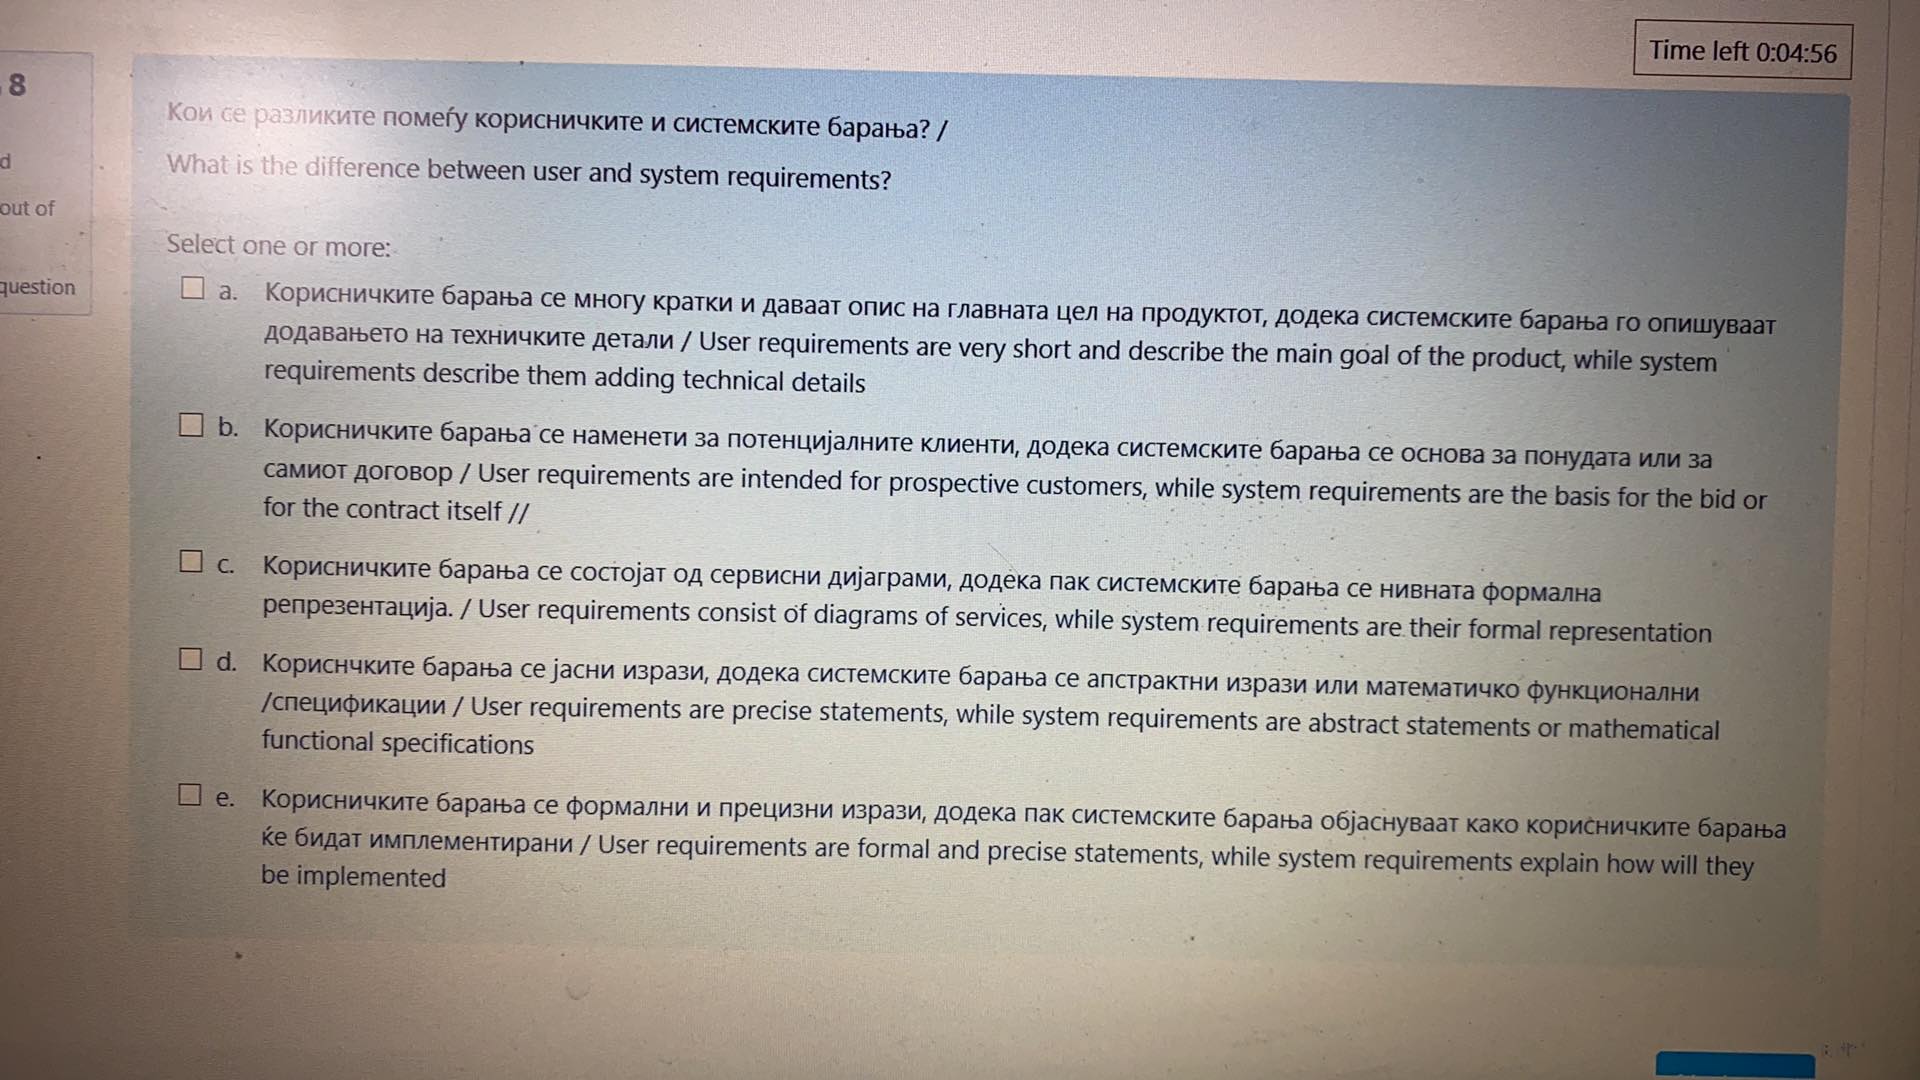 Time left 0:04:56
8
d
out of
question
Кои се разликите помеѓу корисничките и системските барања? /
What is the difference between user and system requirements?
Select one or more:
a. Корисничките барања се многу кратки и даваат опис на главната цел на продуктот, додека системските барања го опишуваат
додавањето на техничките детали / User requirements are very short and describe the main goal of the product, while system
requirements describe them adding technical details
b. Корисничките барања се наменети за потенцијалните клиенти, додека системските барања се основа за понудата или за
самиот договор / User requirements are intended for prospective customers, while system requirements are the basis for the bid or
for the contract itself //
c. Корисничките барања се состојат од сервисни дијаграми, додека пак системските барања се нивната формална
репрезентација. / User requirements consist of diagrams of services, while system requirements are their formal representation
d. Кориснчките барања се јасни изрази, додека системските барања се апстрактни изрази или математичко функционални
/спецификации / User requirements are precise statements, while system requirements are abstract statements or mathematical
functional specifications
e. Корисничките барања се формални и прецизни изрази, додека пак системските барања објаснуваат како корисничките барања
ќе бидат имплементирани / User requirements are formal and precise statements, while system requirements explain how will they
be implemented